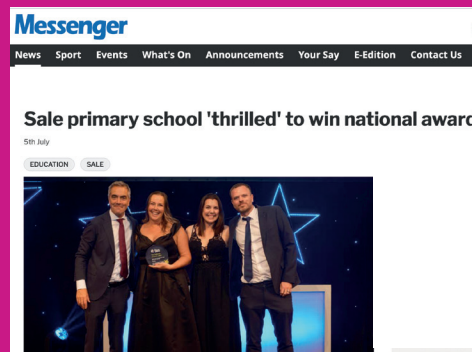 Messenger
News Sport Events What's On Announcements Your Say E-Edition Contact Us
Sale primary school 'thrilled' to win national award
5th July
EDUCATION SALE